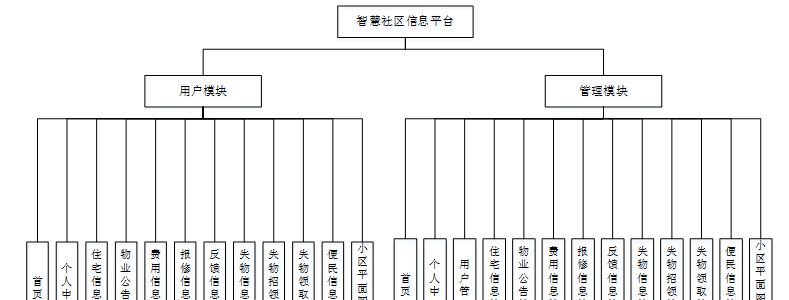 智慧社区信息平台
用户模块
管理模块
首页
个人中
住宅信息
物业公告
费用信息
报修信息
反馈信息
失物信息
失物招领
失物领取
便民信息
小区平面图
首页
个人中
用户管
住宅信息
物业公告
费用信息
报修信息
反馈信息
失物信息
失物招领
失物领取
便民信息
小区平面图